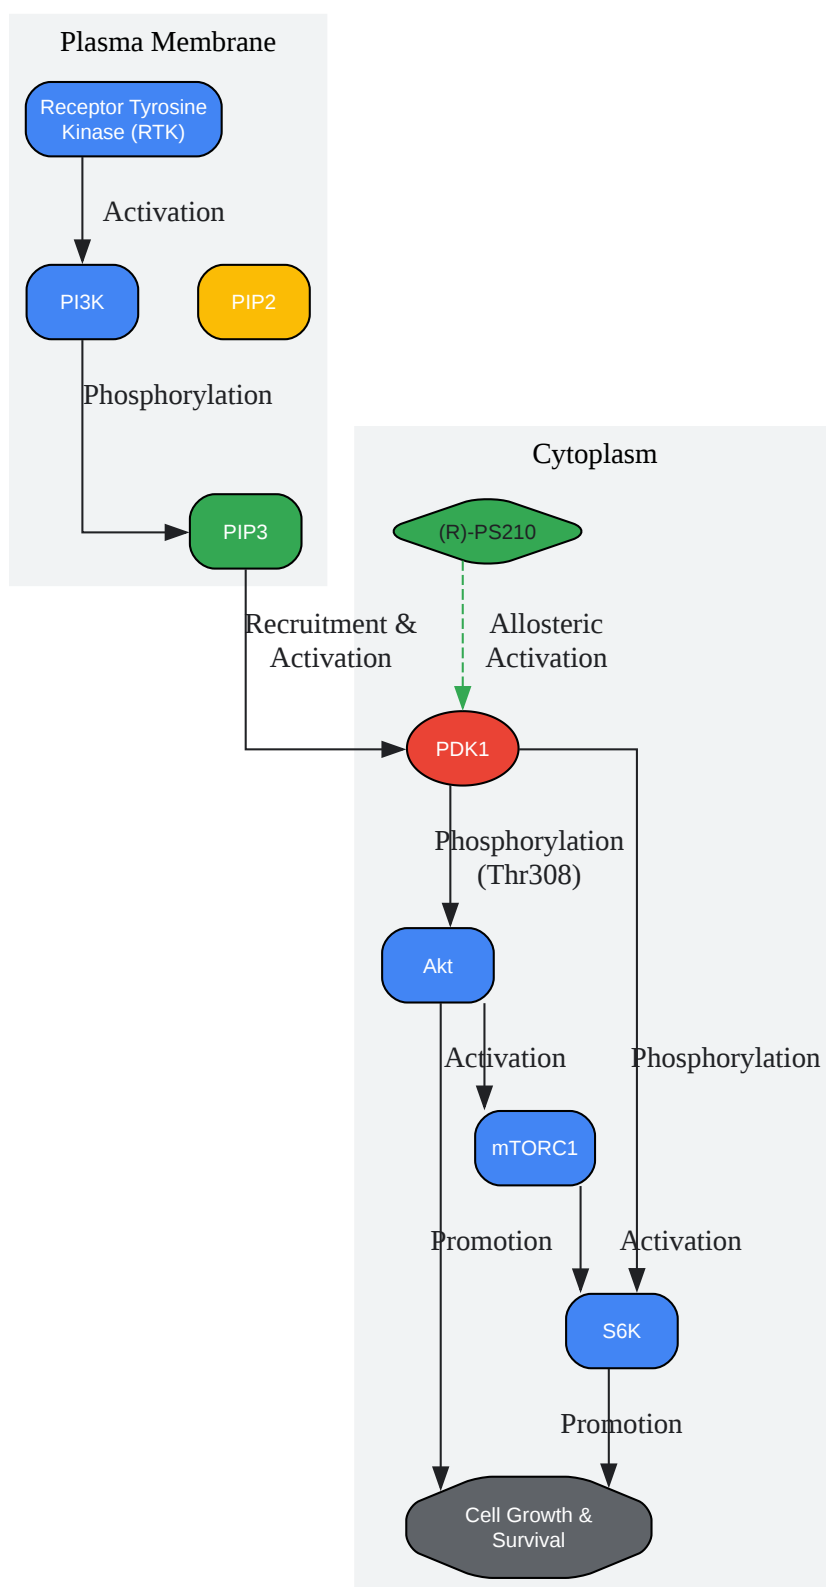 Plasma Membrane
Receptor Tyrosine
Kinase (RTK)
Activation
PI3K
PIP2
Phosphorylation
Cytoplasm
PIP3
(R)-PS210
Recruitment &
Activation
Allosteric
Activation
PDK1
Phosphorylation
(Thr308)
Akt
Activation
Phosphorylation
mTORC1
Promotion
Activation
S6K
Promotion
Cell Growth &
Survival